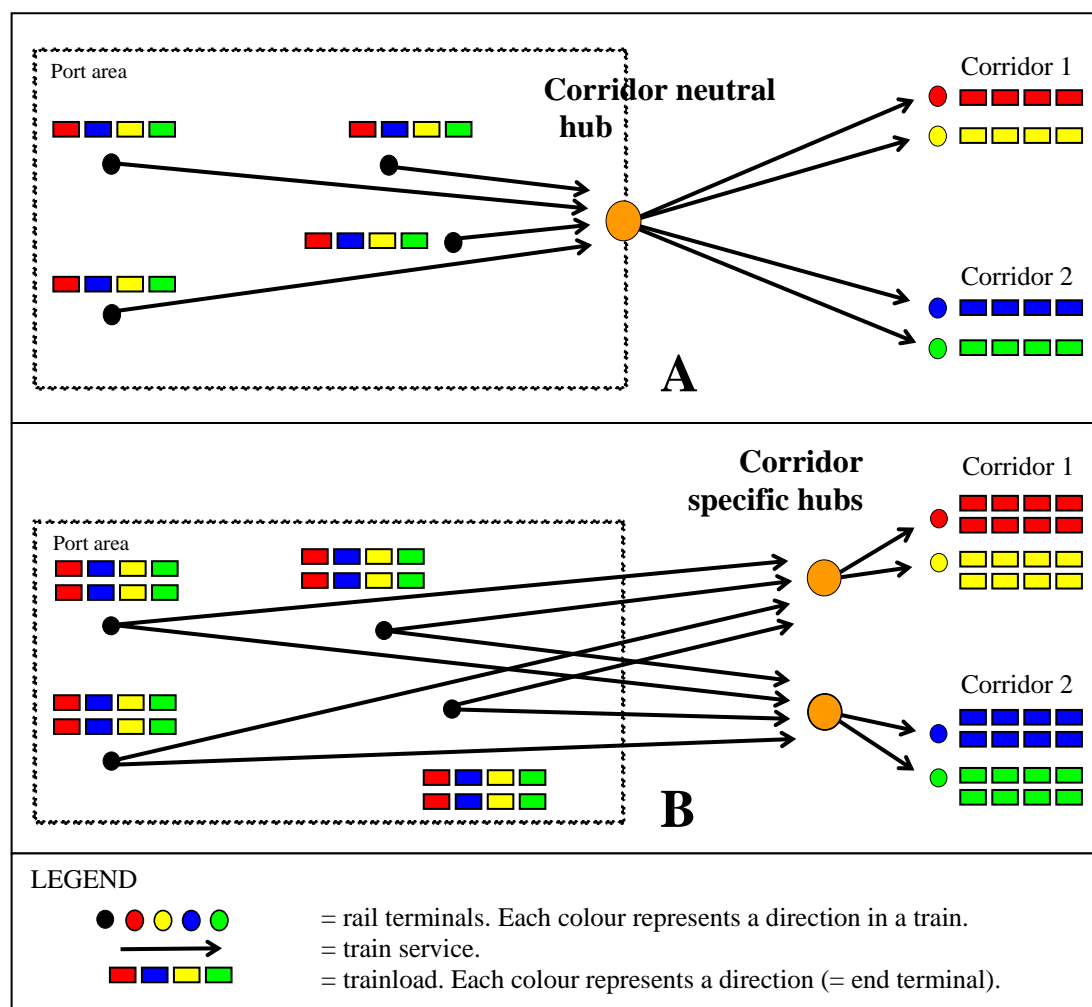 Port area
Corridor neutral
hub
Corridor 1
Corridor 2
A
Corridor
specific hubs
Corridor 1
Port area
Corridor 2
B
LEGEND
= rail terminals. Each colour represents a direction in a train.
= train service.
= trainload. Each colour represents a direction (= end terminal).